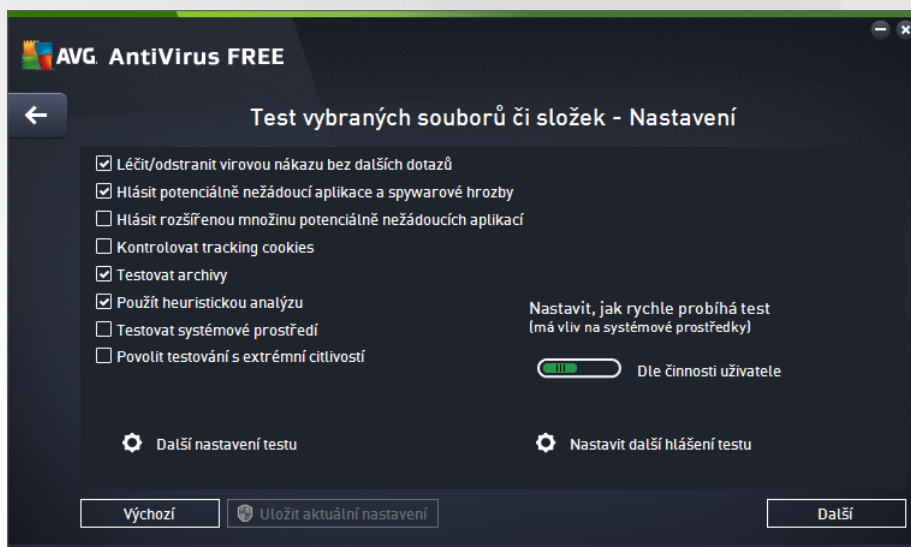 AVG. AntiVirus FREE
Test vybraných souborů či složek - Nastavení
Léčit/odstranit virovou nákazu bez dalších dotazů
Hlásit potenciálně nežádoucí aplikace a spywarové hrozby
Hlásit rozšířenou množinu potenciálně nežádoucích aplikací
Kontrolovat tracking cookies
Testovat archivy
Použít heuristickou analýzu
Testovat systémové prostředí
Povolit testování s extrémní citlivostí
Nastavit, jak rychle probíhá test
(má vliv na systémové prostředky)
Dle činnosti uživatele
Další nastavení testu
Nastavit další hlášení testu
Výchozí
Uložit aktuální nastavení
Další